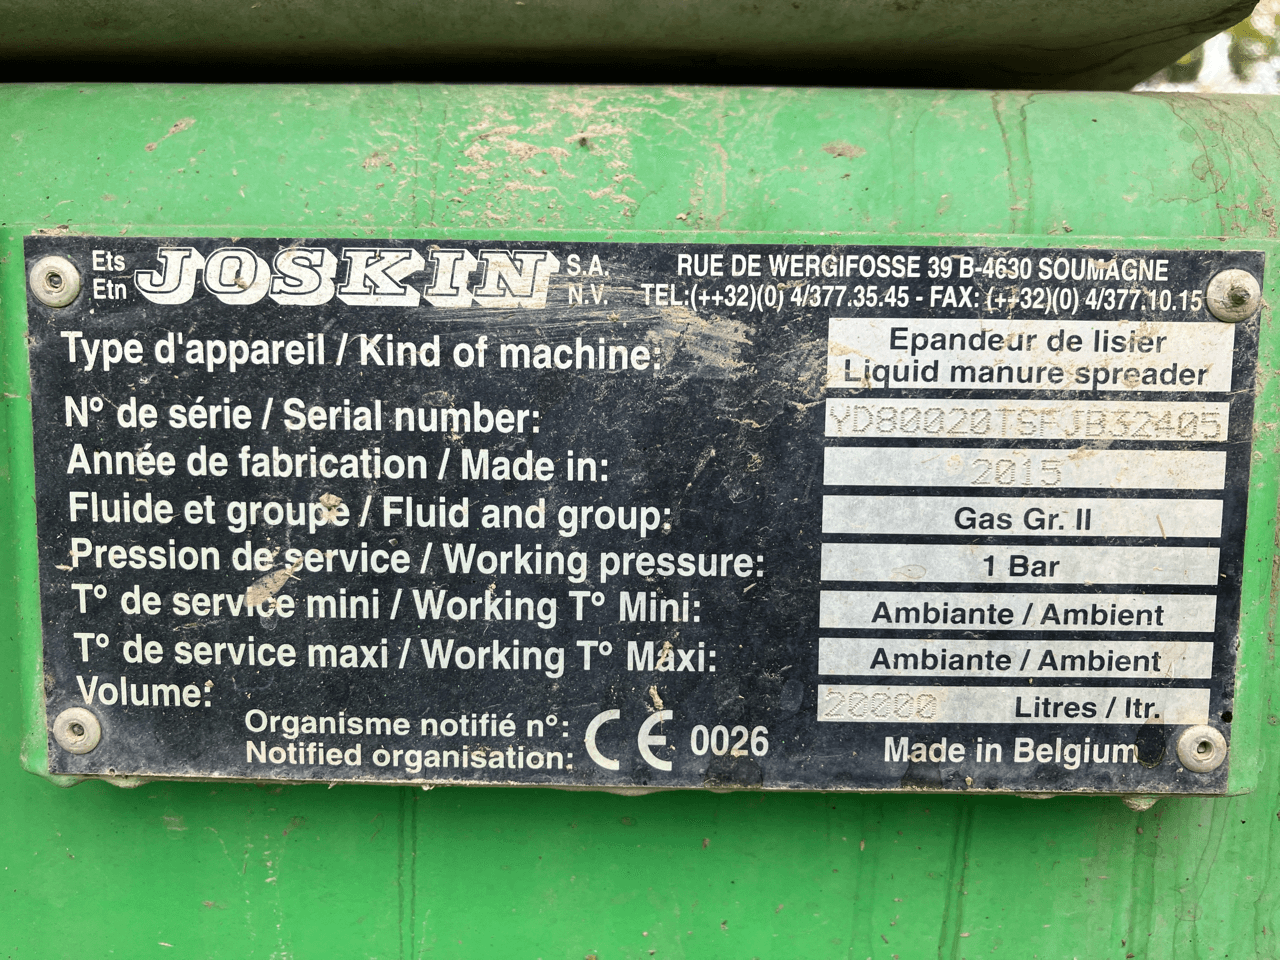 Ets Etn JOSKIN S.A. N.V.
RUE DE WERGIFOSSE 39 B-4630 SOUMAGNE
TEL:(++32)(0) 4/377.35.45 - FAX: (++32)(0) 4/377.10.15
Type d'appareil / Kind of machine: Epandeur de lisier
Liquid manure spreader
N° de série / Serial number: YD80020TSFJB32405
Année de fabrication / Made in: 2015
Fluide et groupe / Fluid and group: Gas Gr. II
Pression de service / Working pressure: 1 Bar
T° de service mini / Working T° Mini: Ambiante / Ambient
T° de service maxi / Working T° Maxi: Ambiante / Ambient
Volume: 20000 Litres / ltr.
Organisme notifié n°:
Notified organisation: CE 0026
Made in Belgium